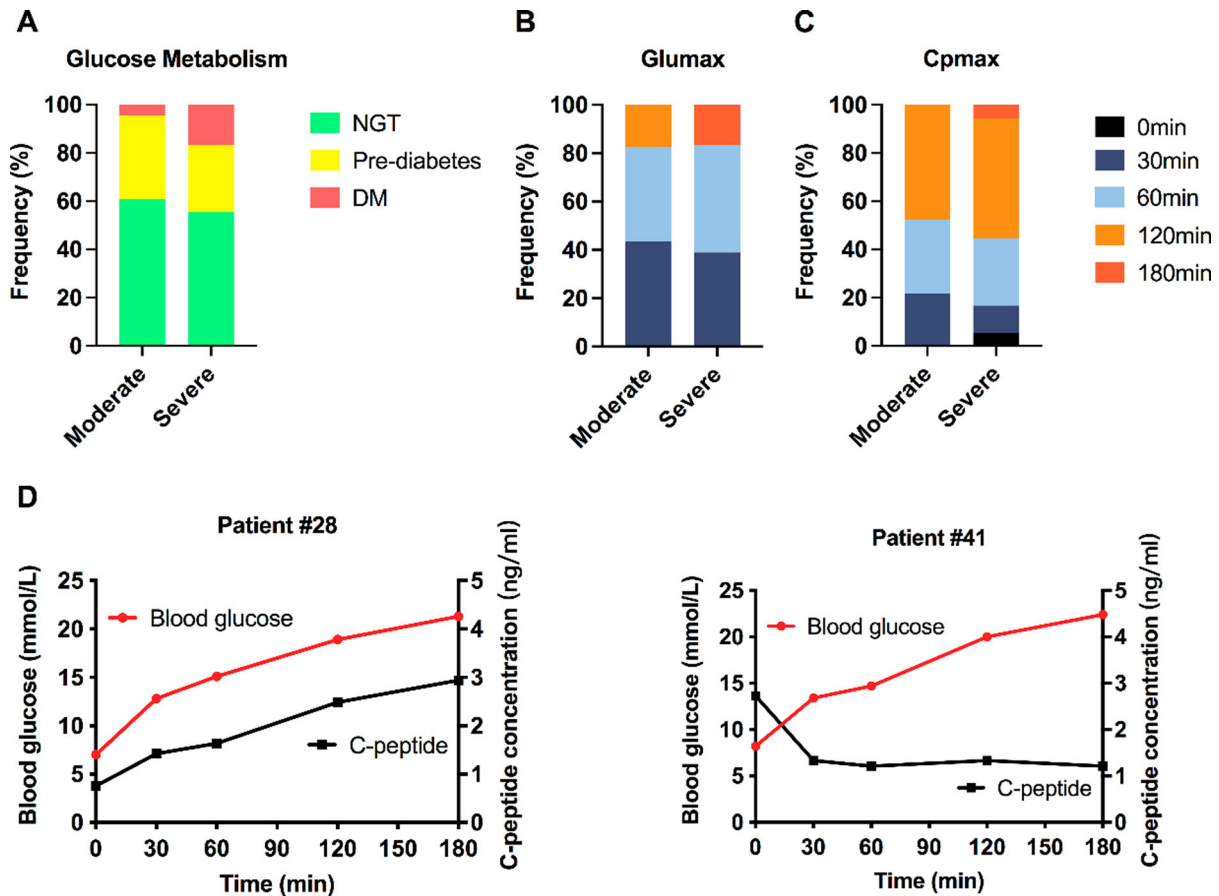 A
Glucose Metabolism
Frequency (%)
100
80
60
40
20
0
Moderate
Severe
NGT
Pre-diabetes
DM
B
Glumax
Frequency (%)
100
80
60
40
20
0
Moderate
Severe
C
Cpmax
Frequency (%)
100
80
60
40
20
0
Moderate
Severe
0min
30min
60min
120min
180min
D
Patient #28
Blood glucose (mmol/L)
25
20
15
10
5
0
Blood glucose
C-peptide
5
4
3
2
1
0
C-peptide concentration (ng/ml)
0 30 60 90 120 150 180
Time (min)
Patient #41
Blood glucose (mmol/L)
25
20
15
10
5
0
Blood glucose
C-peptide
5
4
3
2
1
0
C-peptide concentration (ng/ml)
0 30 60 90 120 150 180
Time (min)